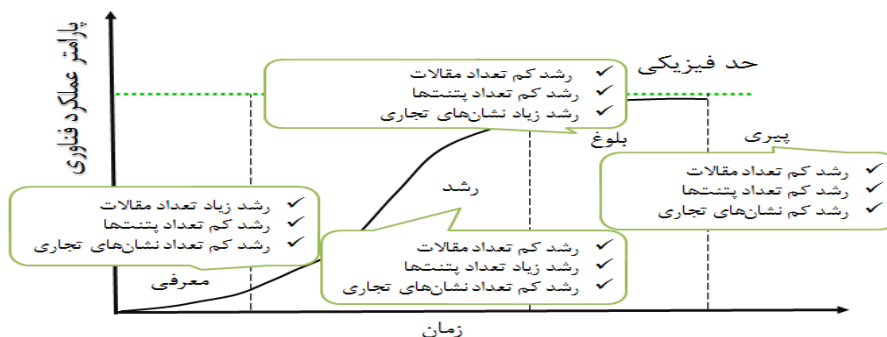 پارامتر عملکرد فناوری
حد فیزیکی
✓ رشد کم تعداد مقالات
✓ رشد کم تعداد پتنت‌ها
✓ رشد زیاد نشان‌های تجاری
بلوغ
پیری
✓ رشد کم تعداد مقالات
✓ رشد کم تعداد پتنت‌ها
✓ رشد کم نشان‌های تجاری
رشد
✓ رشد زیاد تعداد مقالات
✓ رشد کم تعداد پتنت‌ها
✓ رشد کم تعداد نشان‌های تجاری
✓ رشد کم تعداد مقالات
✓ رشد زیاد تعداد پتنت‌ها
✓ رشد کم تعداد نشان‌های تجاری
معرفی
زمان